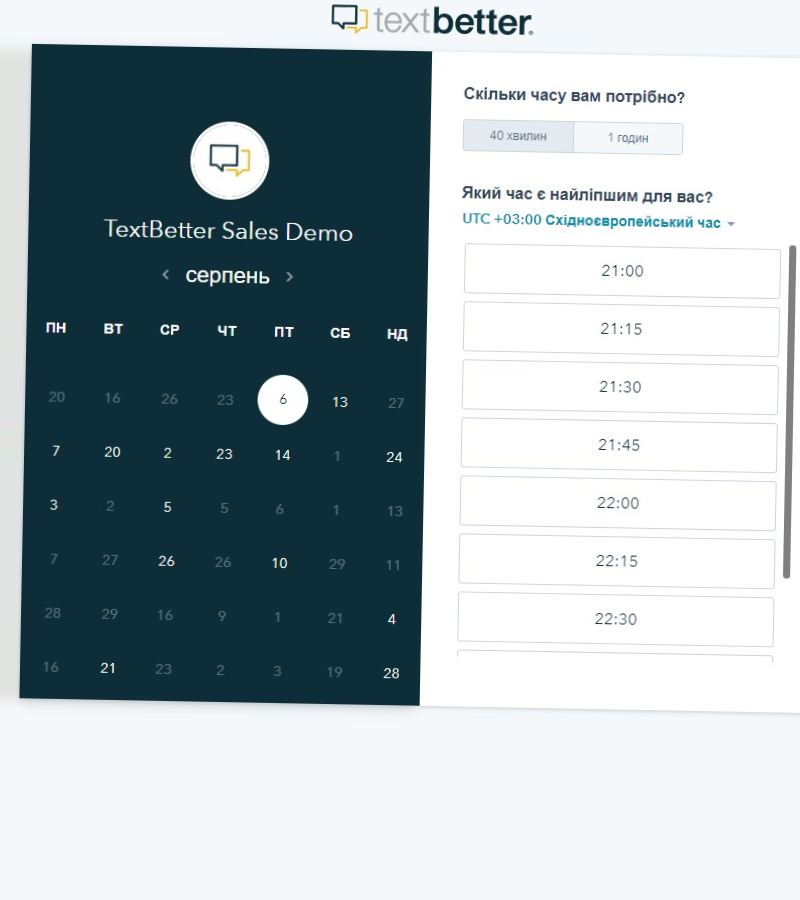 textbetter.
TextBetter Sales Demo
серпень
ПН ВТ СР ЧТ ПТ СБ НД
20 16 26 23 6 13 27
7 20 2 23 14 1 24
3 2 5 5 6 1 13
7 27 26 26 10 29 11
28 29 16 9 1 21 4
16 21 23 2 3 19 28
Скільки часу вам потрібно?
40 хвилин 1 годин
Який час є найліпшим для вас?
UTC +03:00 Східноєвропейський час
21:00
21:15
21:30
21:45
22:00
22:15
22:30